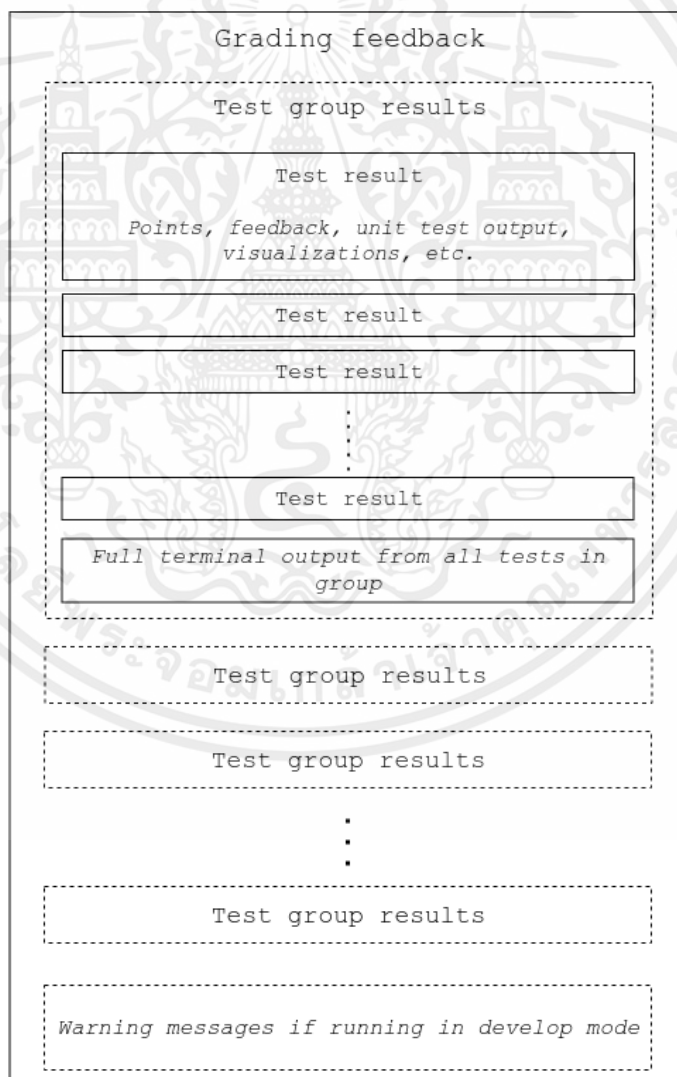 Grading feedback
Test group results
Test result
Points, feedback, unit test output,
visualizations, etc.
Test result
Test result
Test result
Full terminal output from all tests in
group
Test group results
Test group results
Test group results
Warning messages if running in develop mode